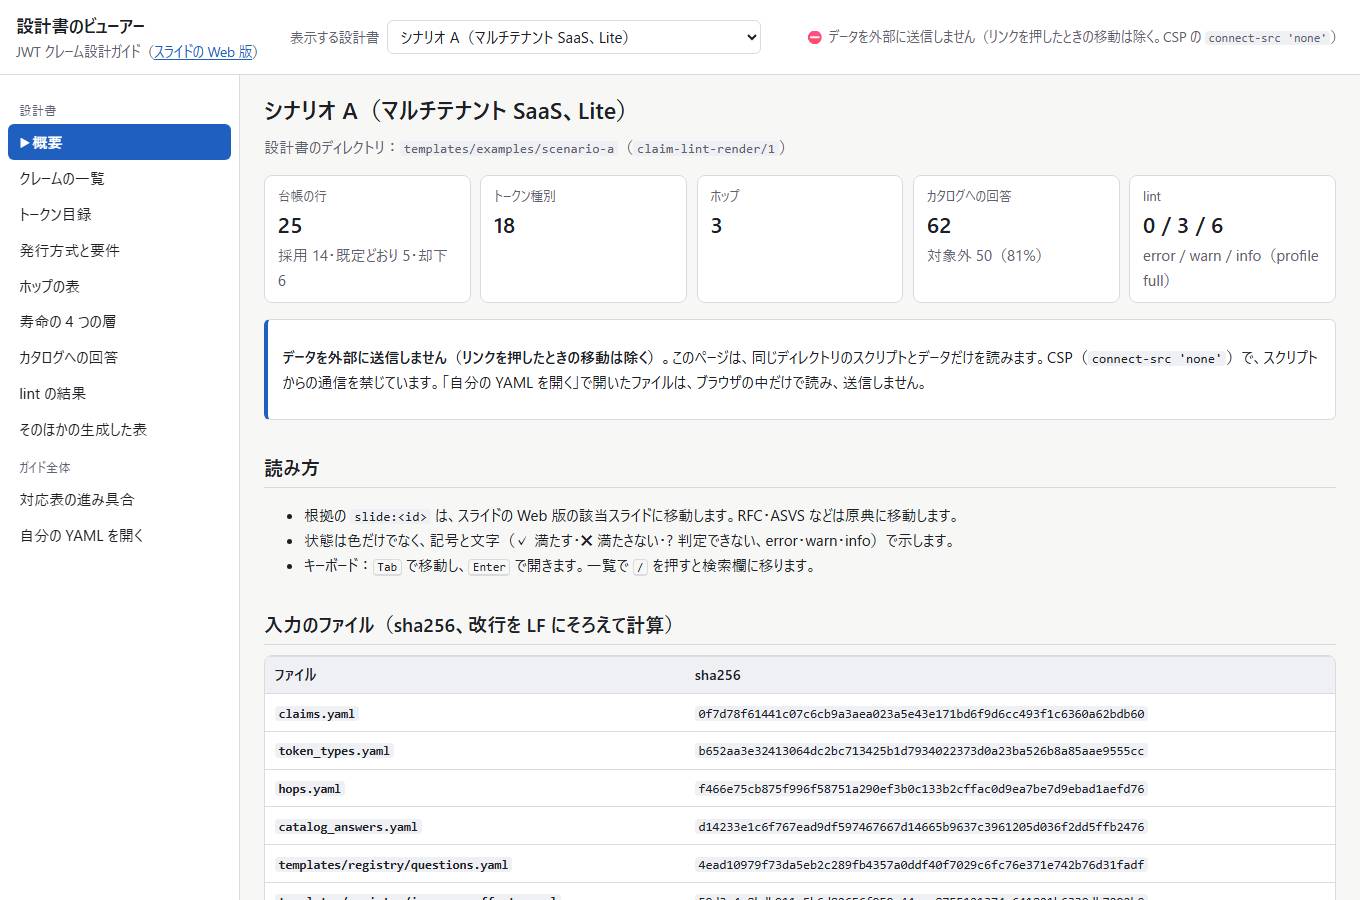 設計書のビューアー
JWT クレーム設計ガイド（スライドの Web 版）
表示する設計書
シナリオ A（マルチテナント SaaS、Lite）
⛔ データを外部に送信しません（リンクを押したときの移動は除く。CSP の connect-src 'none'）
設計書
▶概要
クレームの一覧
トークン目録
発行方式と要件
ホップの表
寿命の 4 つの層
カタログへの回答
lint の結果
そのほかの生成した表
ガイド全体
対応表の進み具合
自分の YAML を開く
シナリオ A（マルチテナント SaaS、Lite）
設計書のディレクトリ： templates/examples/scenario-a（claim-lint-render/1）
台帳の行
25
採用 14・既定どおり 5・却下
6
トークン種別
18
ホップ
3
カタログへの回答
62
対象外 50（81%）
lint
0 / 3 / 6
error / warn / info（profile
full）
データを外部に送信しません（リンクを押したときの移動は除く）。このページは、同じディレクトリのスクリプトとデータだけを読みます。CSP（connect-src 'none'）で、スクリプト
からの通信を禁じています。「自分の YAML を開く」で開いたファイルは、ブラウザの中だけで読み、送信しません。
読み方
• 根拠の slide:<id> は、スライドの Web 版の該当スライドに移動します。RFC・ASVS などは原典に移動します。
• 状態は色だけでなく、記号と文字（✓ 満たす・✖ 満たさない・? 判定できない、error・warn・info）で示します。
• キーボード： Tab で移動し、Enter で開きます。一覧で / を押すと検索欄に移ります。
入力のファイル（sha256、改行を LF にそろえて計算）
ファイル
sha256
claims.yaml
0f7d78f61441c07c6cb9a3aea023a5e43e171bd6f9d6cc493f1c6360a62bdb60
token_types.yaml
b652aa3e32413064dc2bc713425b1d7934022373d0a23ba526b8a85aae9555cc
hops.yaml
f466e75cb875f996f58751a290ef3b0c133b2cffac0d9ea7be7d9ebad1aefd76
catalog_answers.yaml
d14233e1c6f767ead9df597467667d14665b9637c3961205d036f2dd5ffb2476
templates/registry/questions.yaml
4ead10979f73da5eb2c289fb4357a0ddf40f7029c6fc76e371e742b76d31fadf